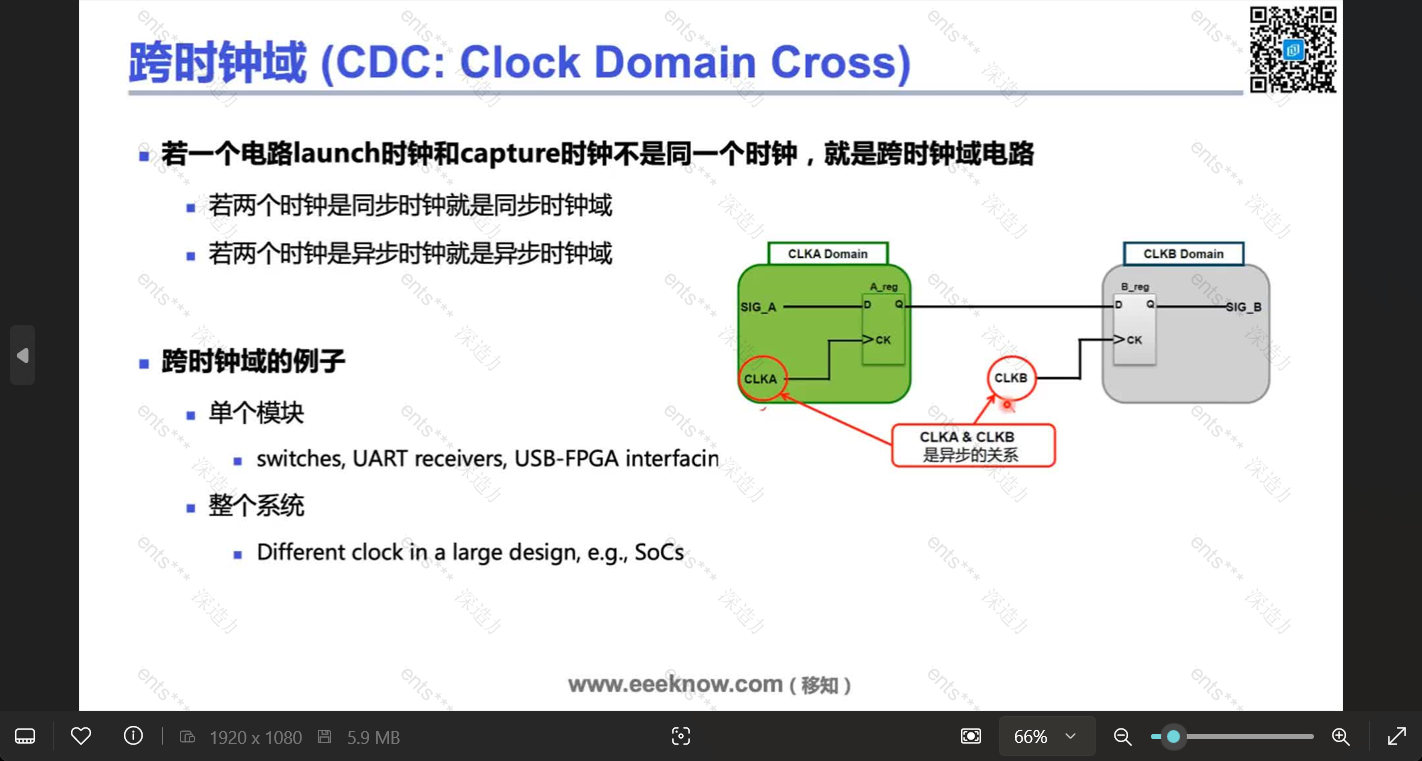 跨时钟域 (CDC: Clock Domain Cross)
若一个电路launch时钟和capture时钟不是同一个时钟，就是跨时钟域电路
若两个时钟是同步时钟就是同步时钟域
若两个时钟是异步时钟就是异步时钟域
跨时钟域的例子
单个模块
switches, UART receivers, USB-FPGA interfacin
整个系统
Different clock in a large design, e.g., SoCs
CLKA Domain
A_reg
SIG_A
D
Q
CK
CLKA
CLKB Domain
B_reg
D
Q
SIG_B
CK
CLKB
CLKA & CLKB
是异步的关系
www.eeeknow.com ( 移知 )
ents*** 深造力
1920 x 1080
5.9 MB
66%